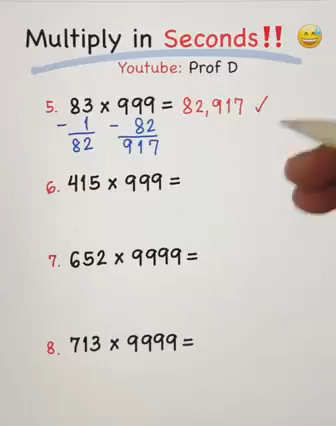 Multiply in Seconds!! 😅
Youtube: Prof D
5. 83 × 999 = 82,917 ✓
- 1 - 82
82 917
6. 415 × 999 =
7. 652 × 9999 =
8. 713 × 9999 =